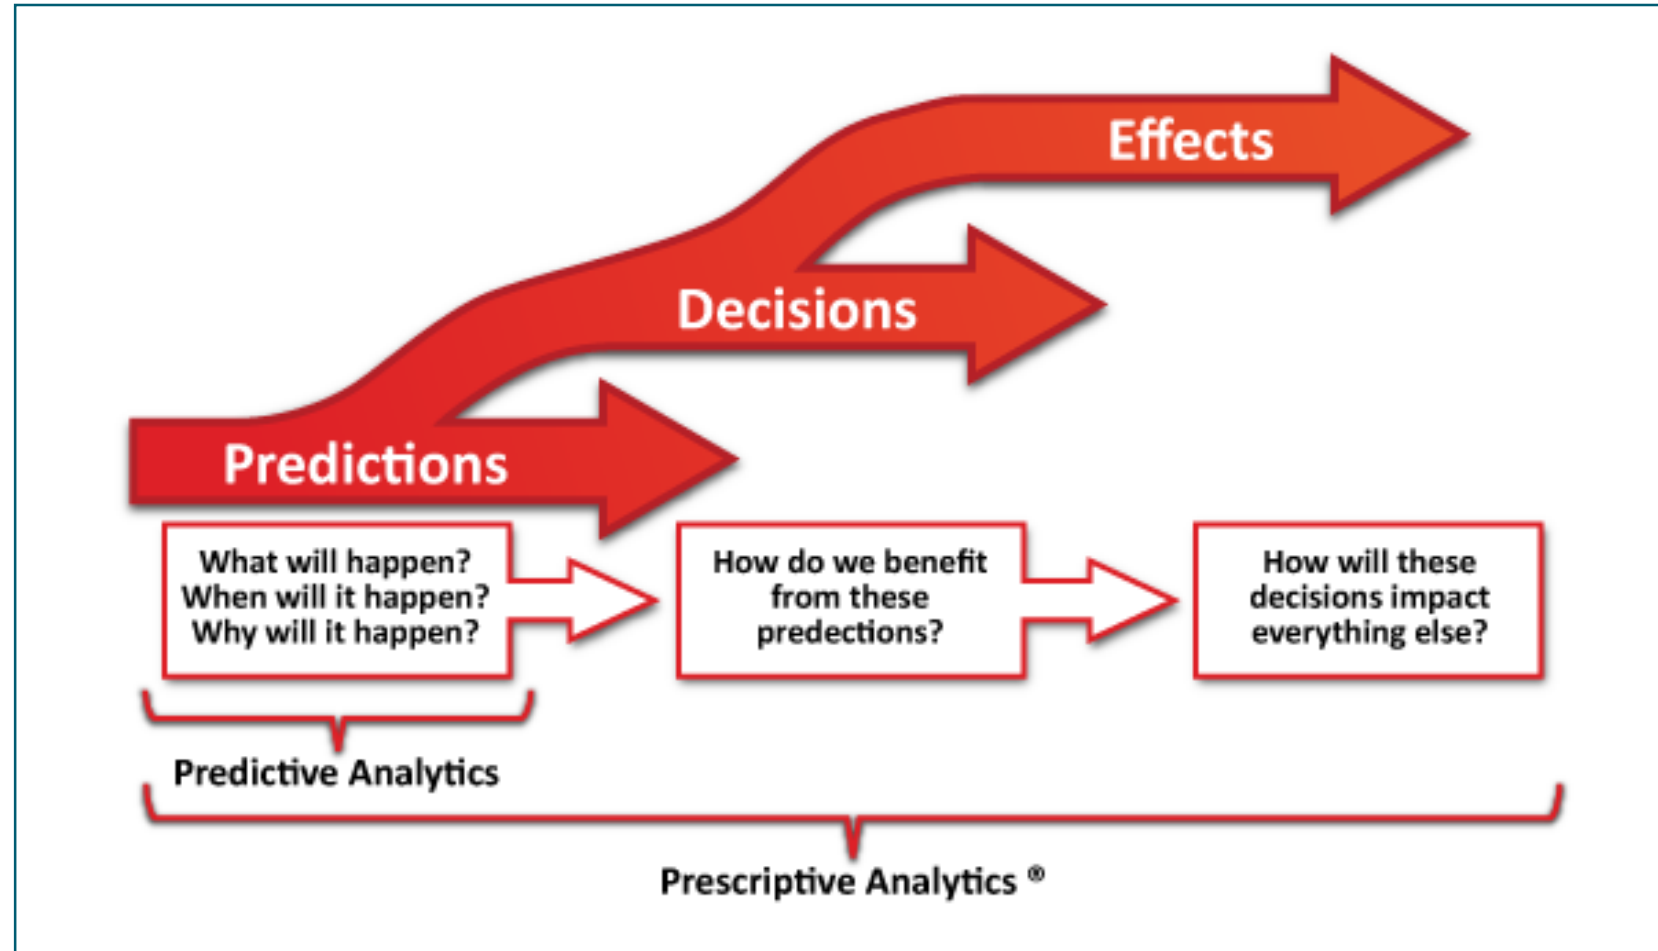 Effects
Decisions
Predictions
What will happen?
When will it happen?
Why will it happen?
How do we benefit
from these
predections?
How will these
decisions impact
everything else?
Predictive Analytics
Prescriptive Analytics ®